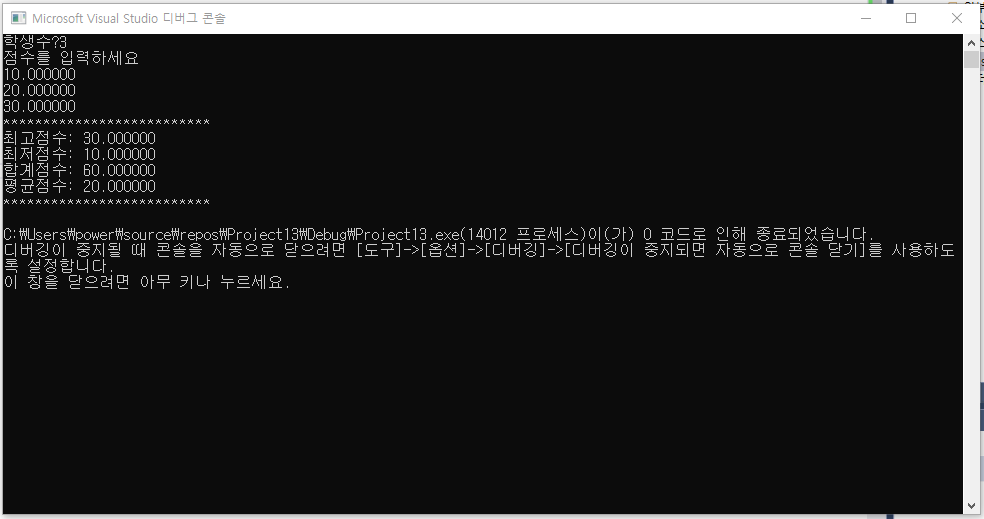 Microsoft Visual Studio 디버그 콘솔
학생수?3
점수를 입력하세요
10.000000
20.000000
30.000000
**************************
최고점수: 30.000000
최저점수: 10.000000
합계점수: 60.000000
평균점수: 20.000000
**************************
C:₩Users₩power₩source₩repos₩Project13₩Debug₩Project13.exe(14012 프로세스)이(가) 0 코드로 인해 종료되었습니다.
디버깅이 중지될 때 콘솔을 자동으로 닫으려면 [도구]->[옵션]->[디버깅]->[디버깅이 중지되면 자동으로 콘솔 닫기]를 사용하도
록 설정합니다.
이 창을 닫으려면 아무 키나 누르세요.